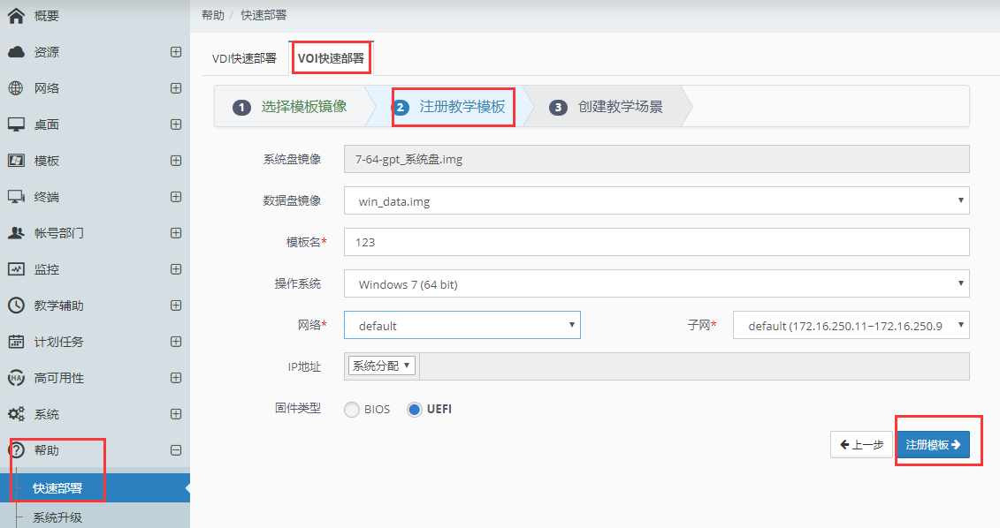 概要
资源
网络
桌面
模板
终端
帐号部门
监控
教学辅助
计划任务
高可用性
系统
帮助
快速部署
系统升级
帮助 / 快速部署
VDI快速部署 VOI快速部署
1 选择模板镜像 2 注册教学模板 3 创建教学场景
系统盘镜像 7-64-gpt_系统盘.img
数据盘镜像 win_data.img
模板名* 123
操作系统 Windows 7 (64 bit)
网络* default 子网* default (172.16.250.11~172.16.250.9
IP地址 系统分配
固件类型 BIOS UEFI
上一步 注册模板